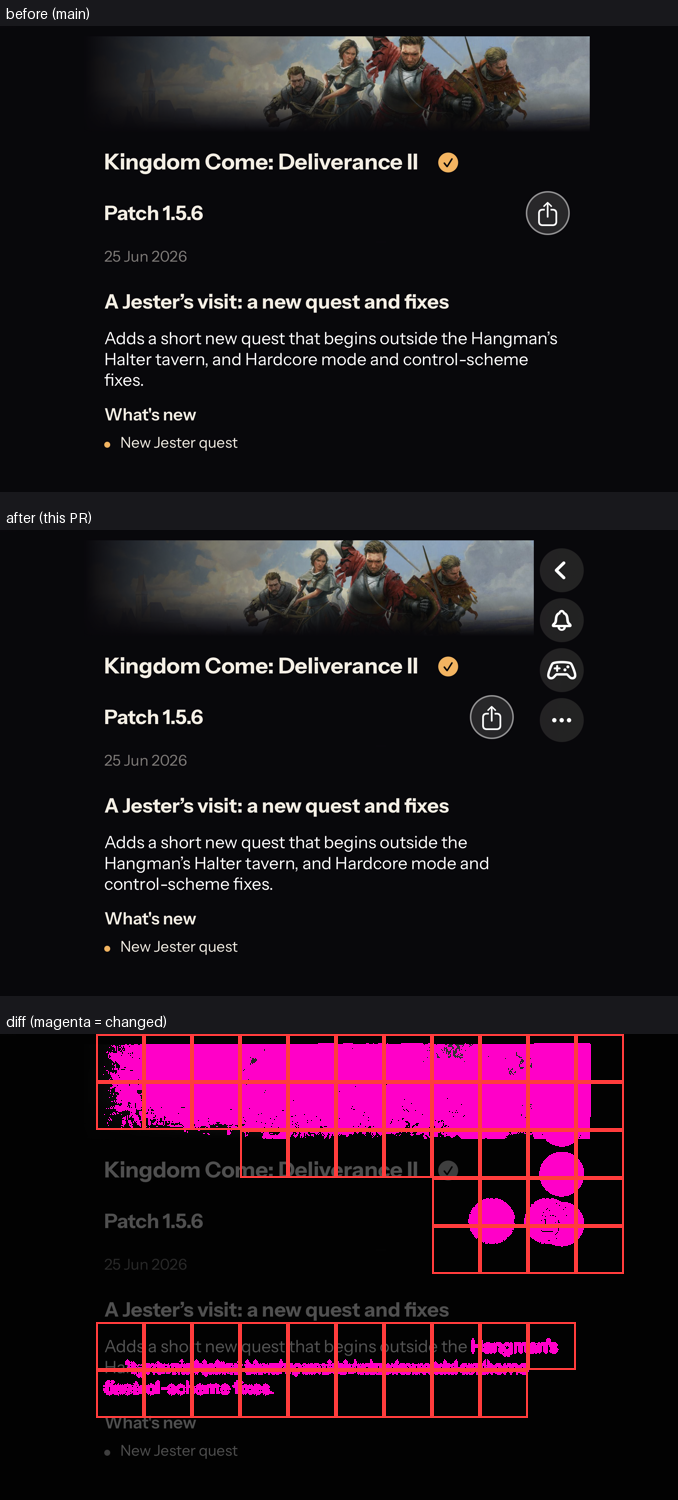 before (main)
Kingdom Come: Deliverance II
Patch 1.5.6
25 Jun 2026
A Jester’s visit: a new quest and fixes
Adds a short new quest that begins outside the Hangman’s
Halter tavern, and Hardcore mode and control-scheme
fixes.
What's new
New Jester quest
after (this PR)
Kingdom Come: Deliverance II
Patch 1.5.6
25 Jun 2026
A Jester’s visit: a new quest and fixes
Adds a short new quest that begins outside the
Hangman’s Halter tavern, and Hardcore mode and
control-scheme fixes.
What's new
New Jester quest
diff (magenta = changed)
Kingdom Come: Deliverance II
Patch 1.5.6
25 Jun 2026
A Jester’s visit: a new quest and fixes
Adds a short new quest that begins outside the Hangman’s
What's new
New Jester quest